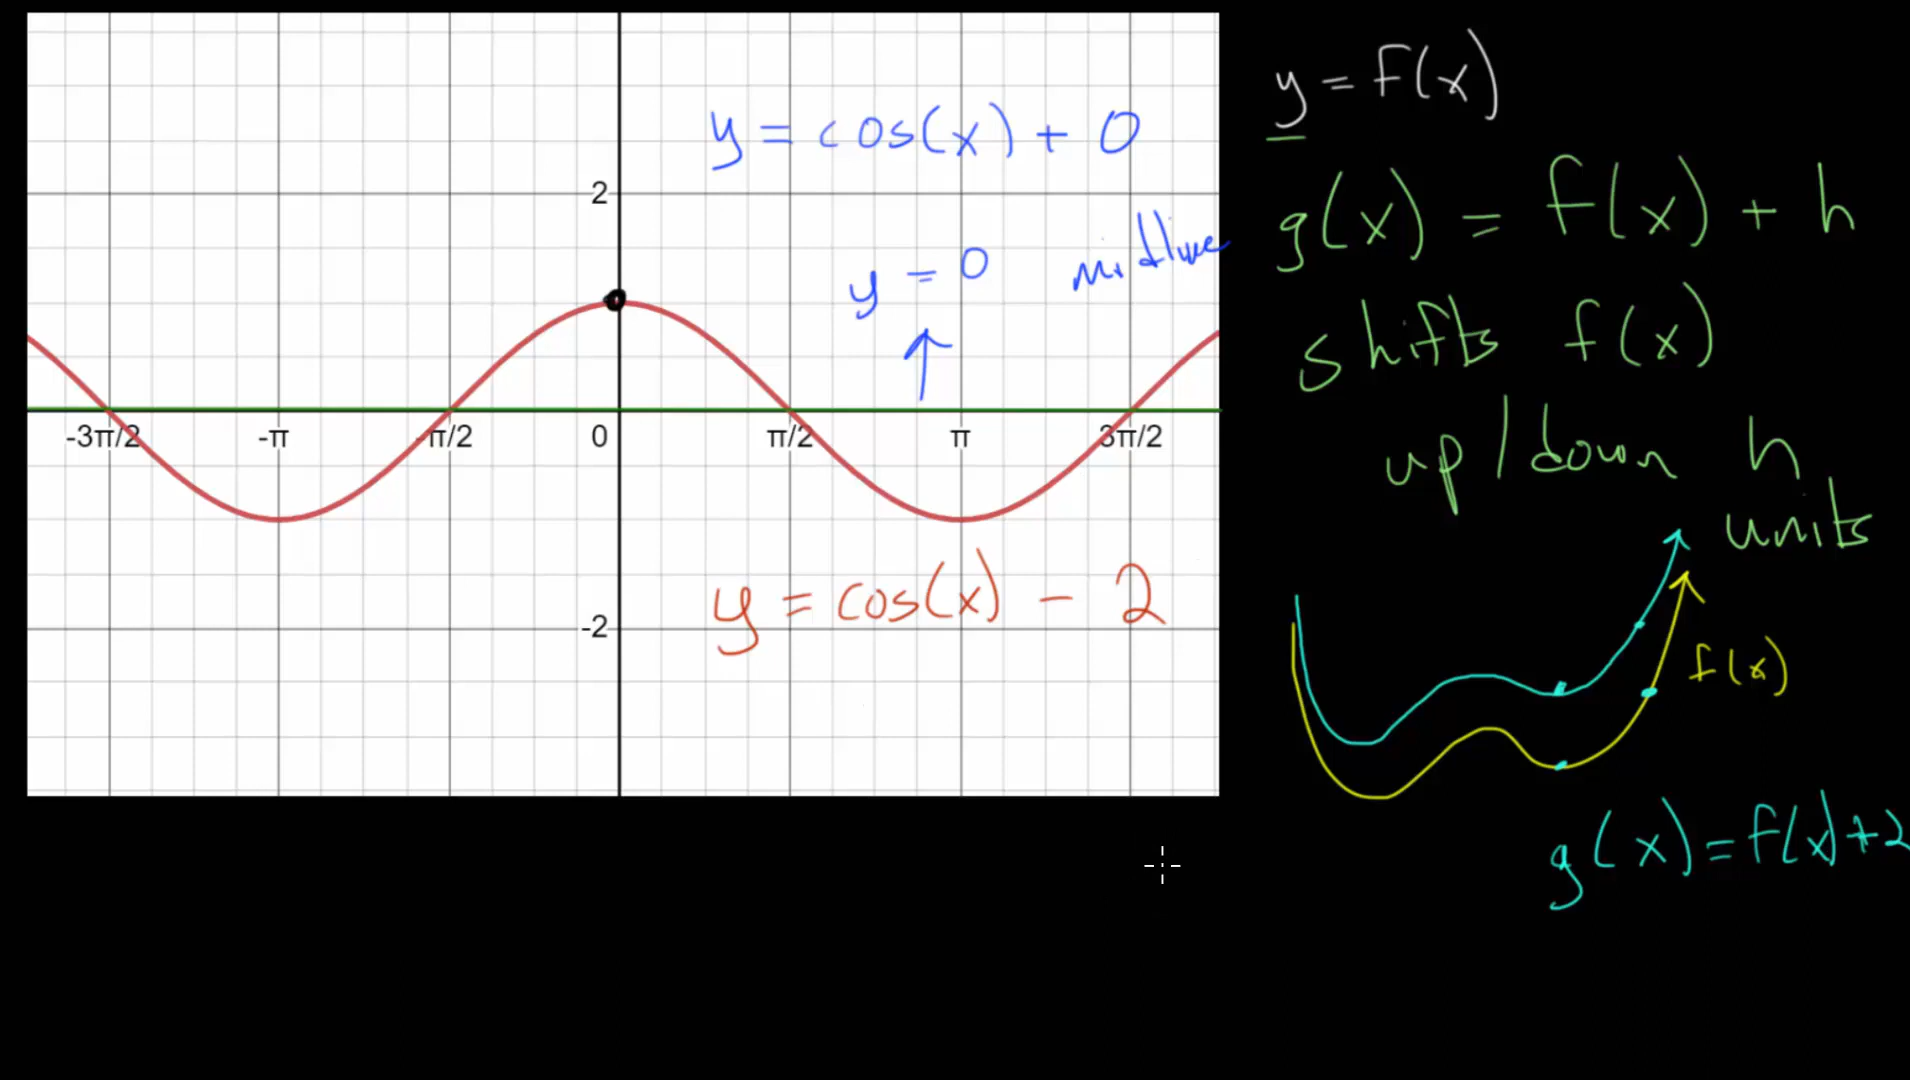 y = cos(x) + 0
2
y = 0 midline
-3π/2 -π -π/2 0 π/2 π 3π/2
y = cos(x) - 2
-2
y = f(x)
g(x) = f(x) + h
shifts f(x)
up/down h
units
f(x)
g(x) = f(x) + 2